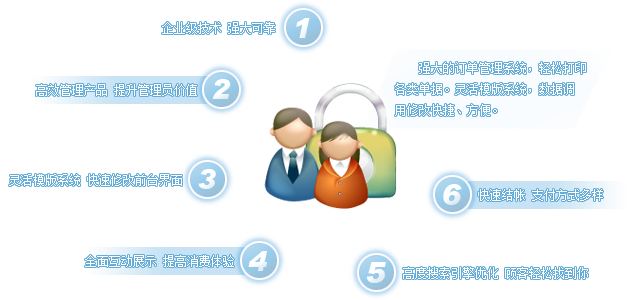 企业级技术 强大可靠 1
高效管理产品 提升管理员价值 2
灵活模版系统 快速修改前台界面 3
全面互动展示 提高消费体验 4
5 高度搜索引擎优化 顾客轻松找到你
6 快速结帐 支付方式多样
强大的订单管理系统，轻松打印
各类单据。灵活模版系统，数据调
用修改快捷、方便。